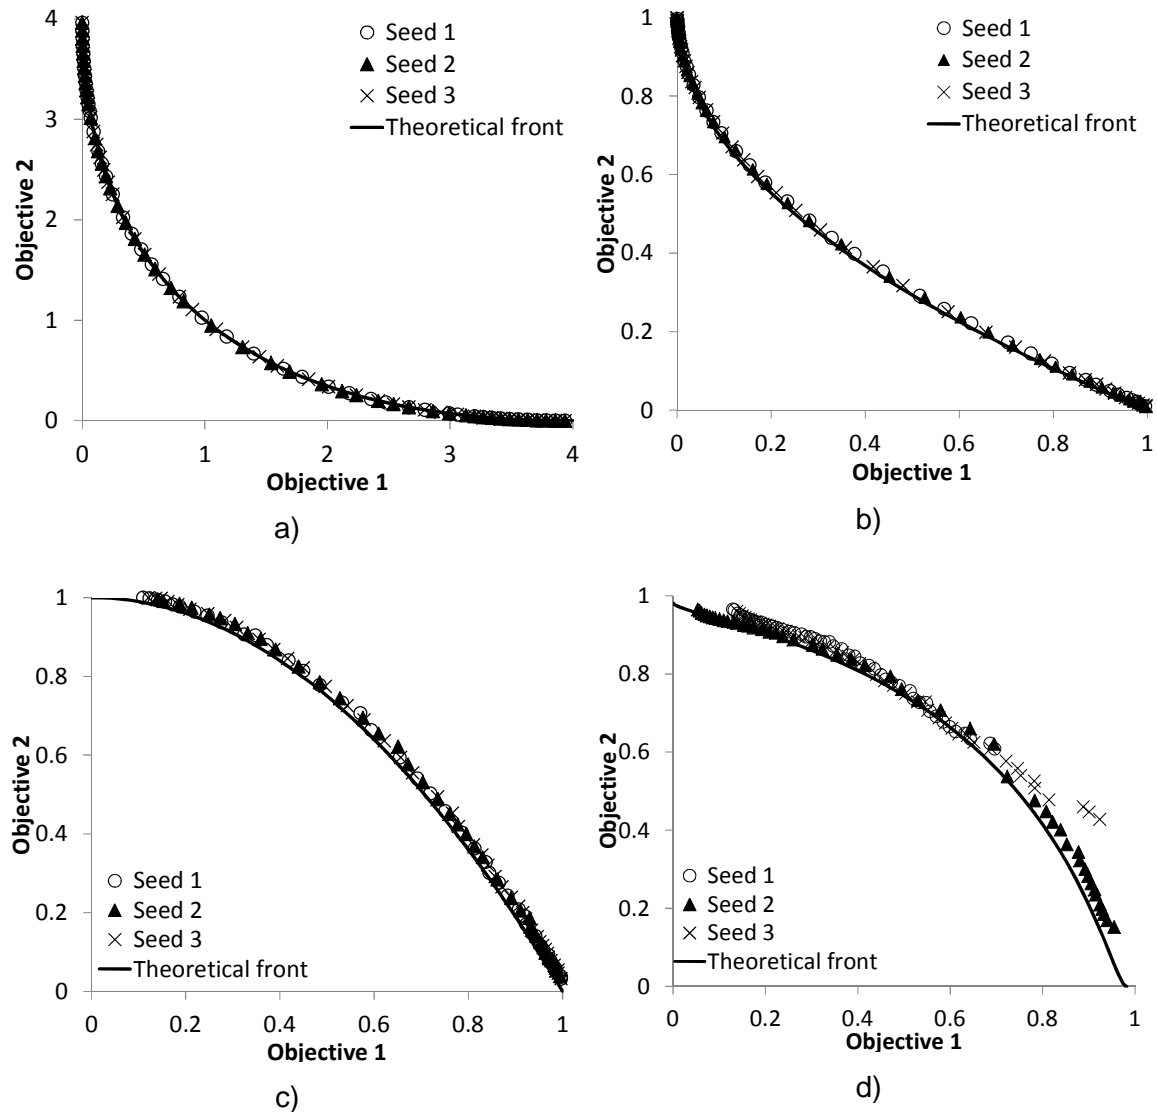 4
3
2
1
0
Objective 2
0
1
2
3
4
Objective 1
Seed 1
Seed 2
Seed 3
Theoretical front
a)
1
0.8
0.6
0.4
0.2
0
Objective 2
0
0.2
0.4
0.6
0.8
1
Objective 1
Seed 1
Seed 2
Seed 3
Theoretical front
b)
1
0.8
0.6
0.4
0.2
0
Objective 2
Seed 1
Seed 2
Seed 3
Theoretical front
0
0.2
0.4
0.6
0.8
1
Objective 1
c)
1
0.8
0.6
0.4
0.2
0
Objective 2
Seed 1
Seed 2
Seed 3
Theoretical front
0
0.2
0.4
0.6
0.8
1
Objective 1
d)